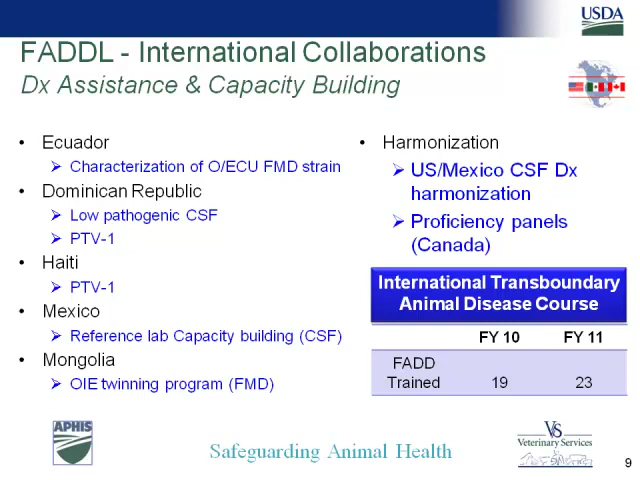 USDA
FADDL - International Collaborations
Dx Assistance & Capacity Building
• Ecuador
➢ Characterization of O/ECU FMD strain
• Dominican Republic
➢ Low pathogenic CSF
➢ PTV-1
• Haiti
➢ PTV-1
• Mexico
➢ Reference lab Capacity building (CSF)
• Mongolia
➢ OIE twinning program (FMD)
• Harmonization
➢ US/Mexico CSF Dx
harmonization
➢ Proficiency panels
(Canada)
International Transboundary
Animal Disease Course
FY 10 FY 11
FADD
Trained 19 23
APHIS
Safeguarding Animal Health
VS
Veterinary Services
9